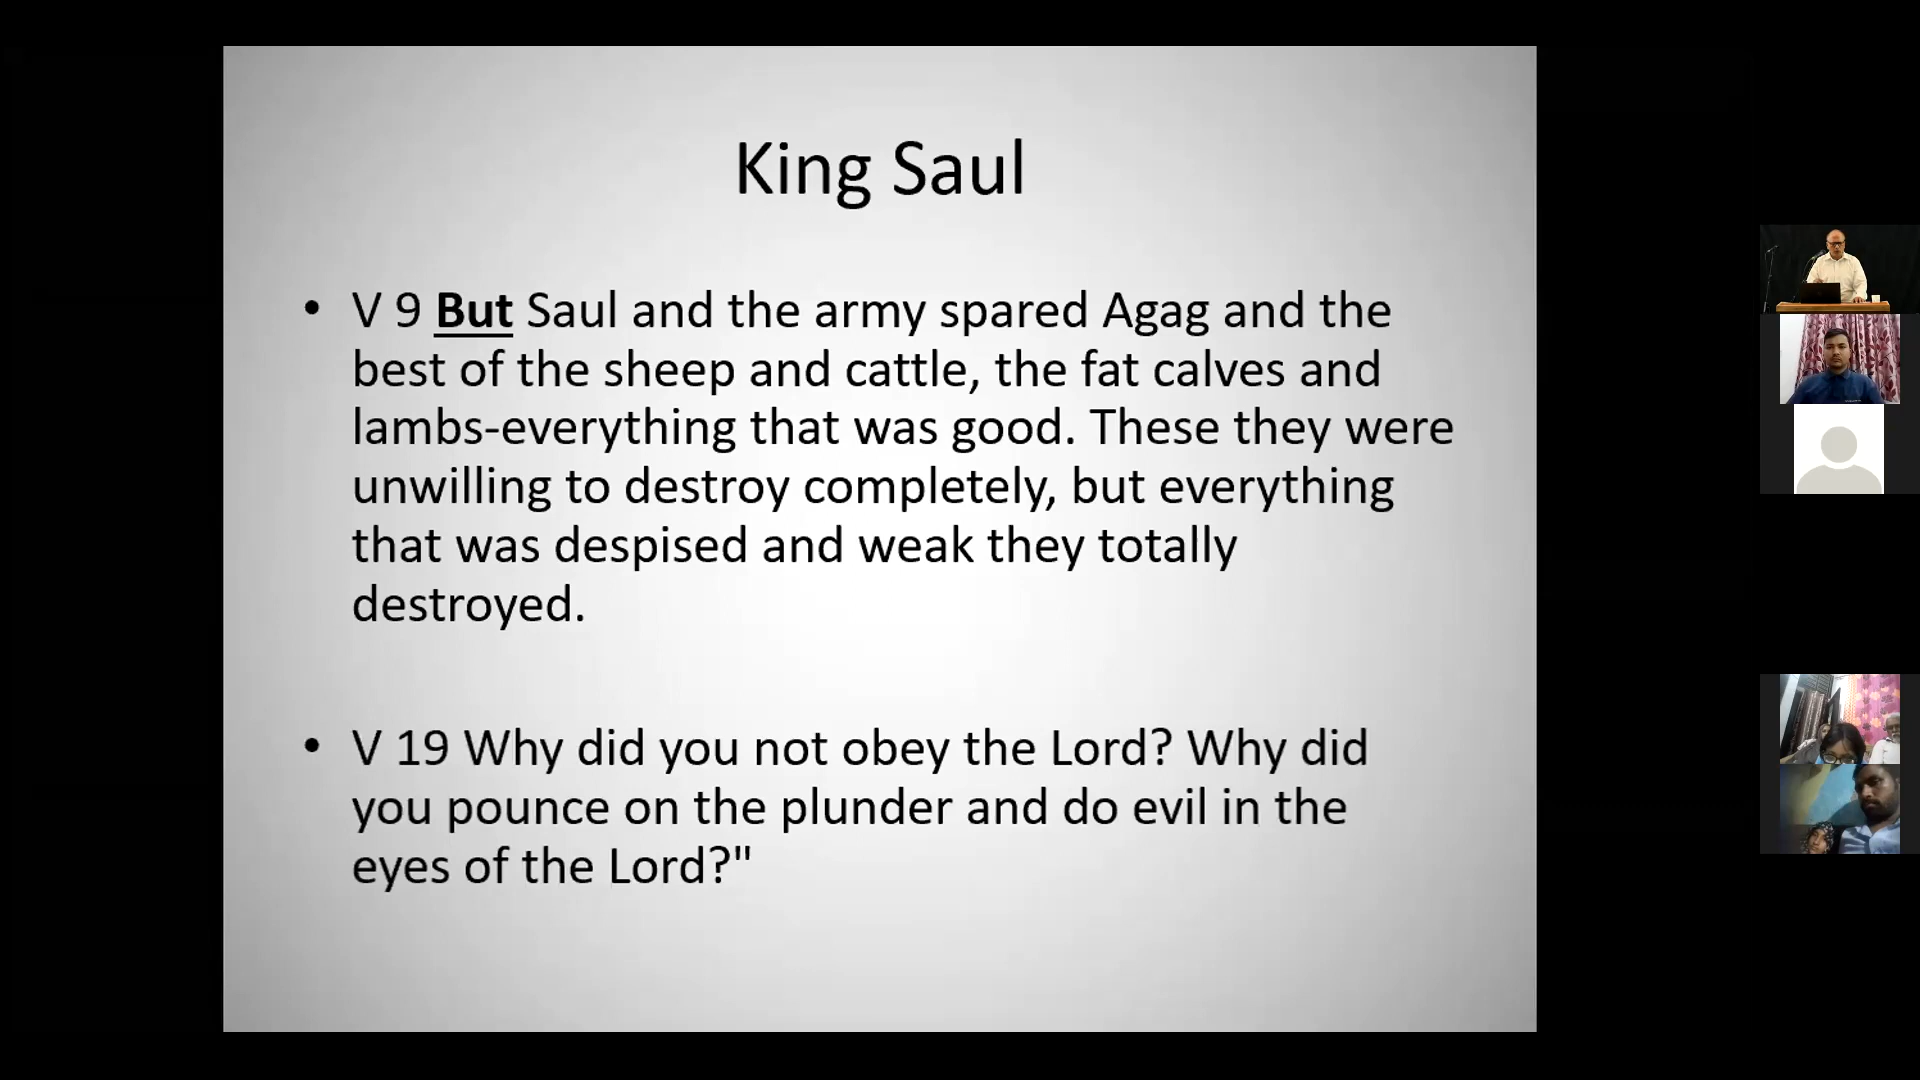 King Saul
• V 9 But Saul and the army spared Agag and the
best of the sheep and cattle, the fat calves and
lambs-everything that was good. These they were
unwilling to destroy completely, but everything
that was despised and weak they totally
destroyed.
• V 19 Why did you not obey the Lord? Why did
you pounce on the plunder and do evil in the
eyes of the Lord?"